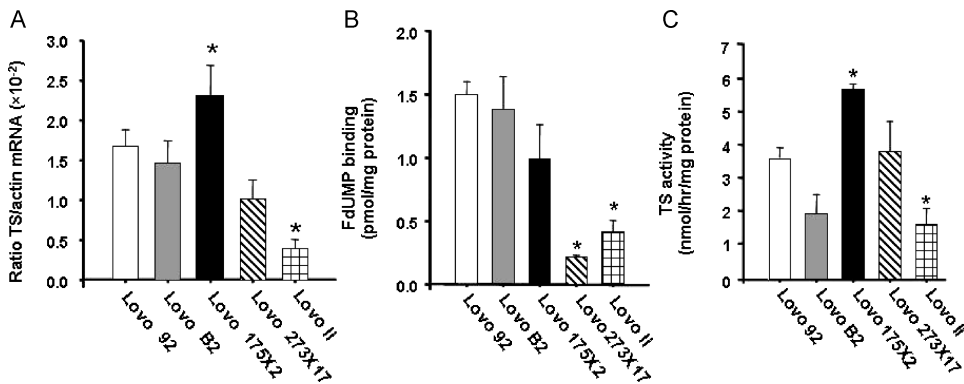 A
Ratio TS/actin mRNA (×10⁻²)
3.0
2.5
2.0
1.5
1.0
0.5
0.0
*
*
Lovo 92
Lovo B2
Lovo 175X2
Lovo 273X17
Lovo li
B
FdUMP binding
(pmol/mg protein)
2.0
1.5
1.0
0.5
0.0
*
*
Lovo 92
Lovo B2
Lovo 175X2
Lovo 273X17
Lovo li
C
TS activity
(nmol/hr/mg protein)
7
6
5
4
3
2
1
0
*
*
Lovo 92
Lovo B2
Lovo 175X2
Lovo 273X17
Lovo li